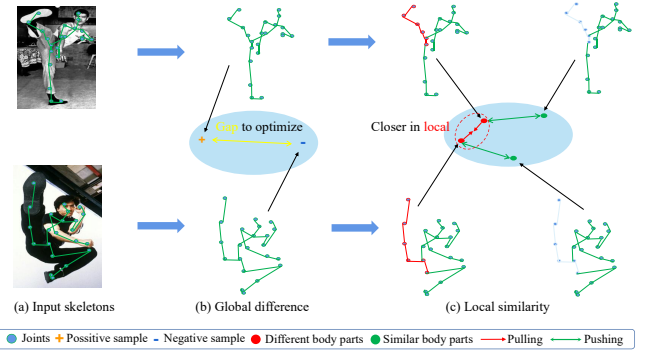 Gap to optimize
Closer in local
(a) Input skeletons
(b) Global difference
(c) Local similarity
Joints
Possitive sample
Negative sample
Different body parts
Similar body parts
Pulling
Pushing